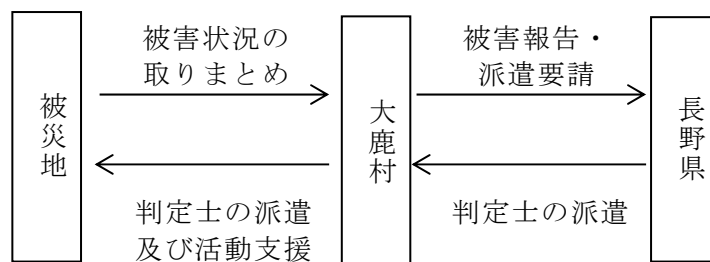 被害状況の
取りまとめ
被害報告・
派遣要請
被災地
大鹿村
長野県
判定士の派遣
及び活動支援
判定士の派遣